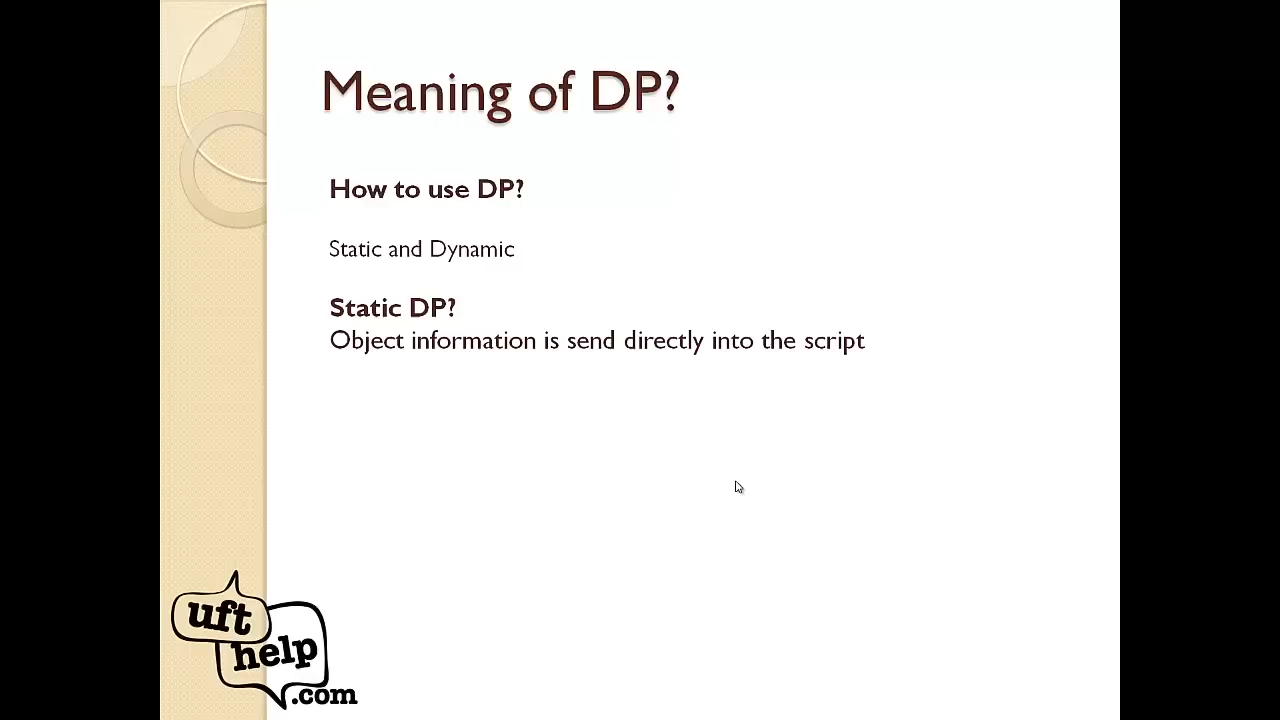 Meaning of DP?
How to use DP?
Static and Dynamic
Static DP?
Object information is send directly into the script
uft
help
.com